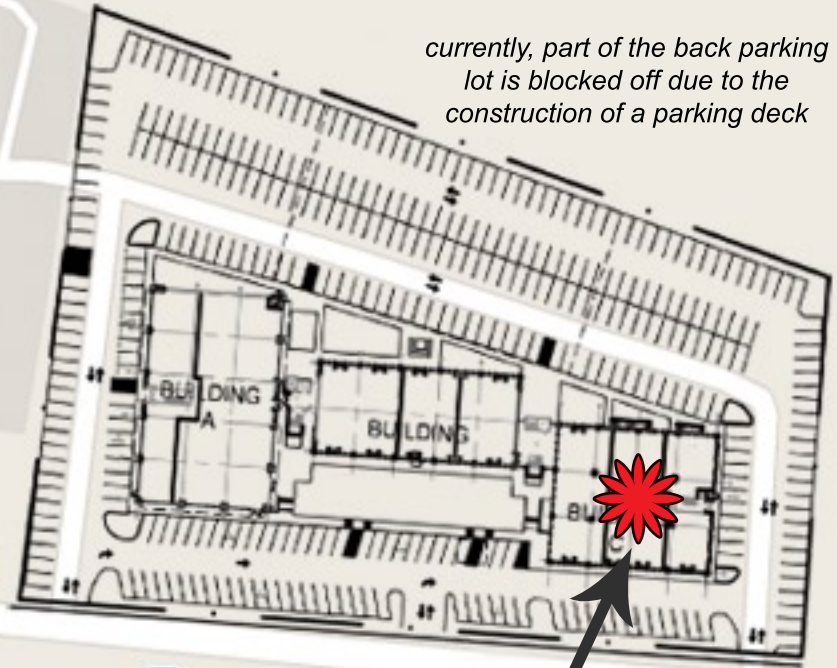 currently, part of the back parking
lot is blocked off due to the
construction of a parking deck
BUILDING
A
BUILDING